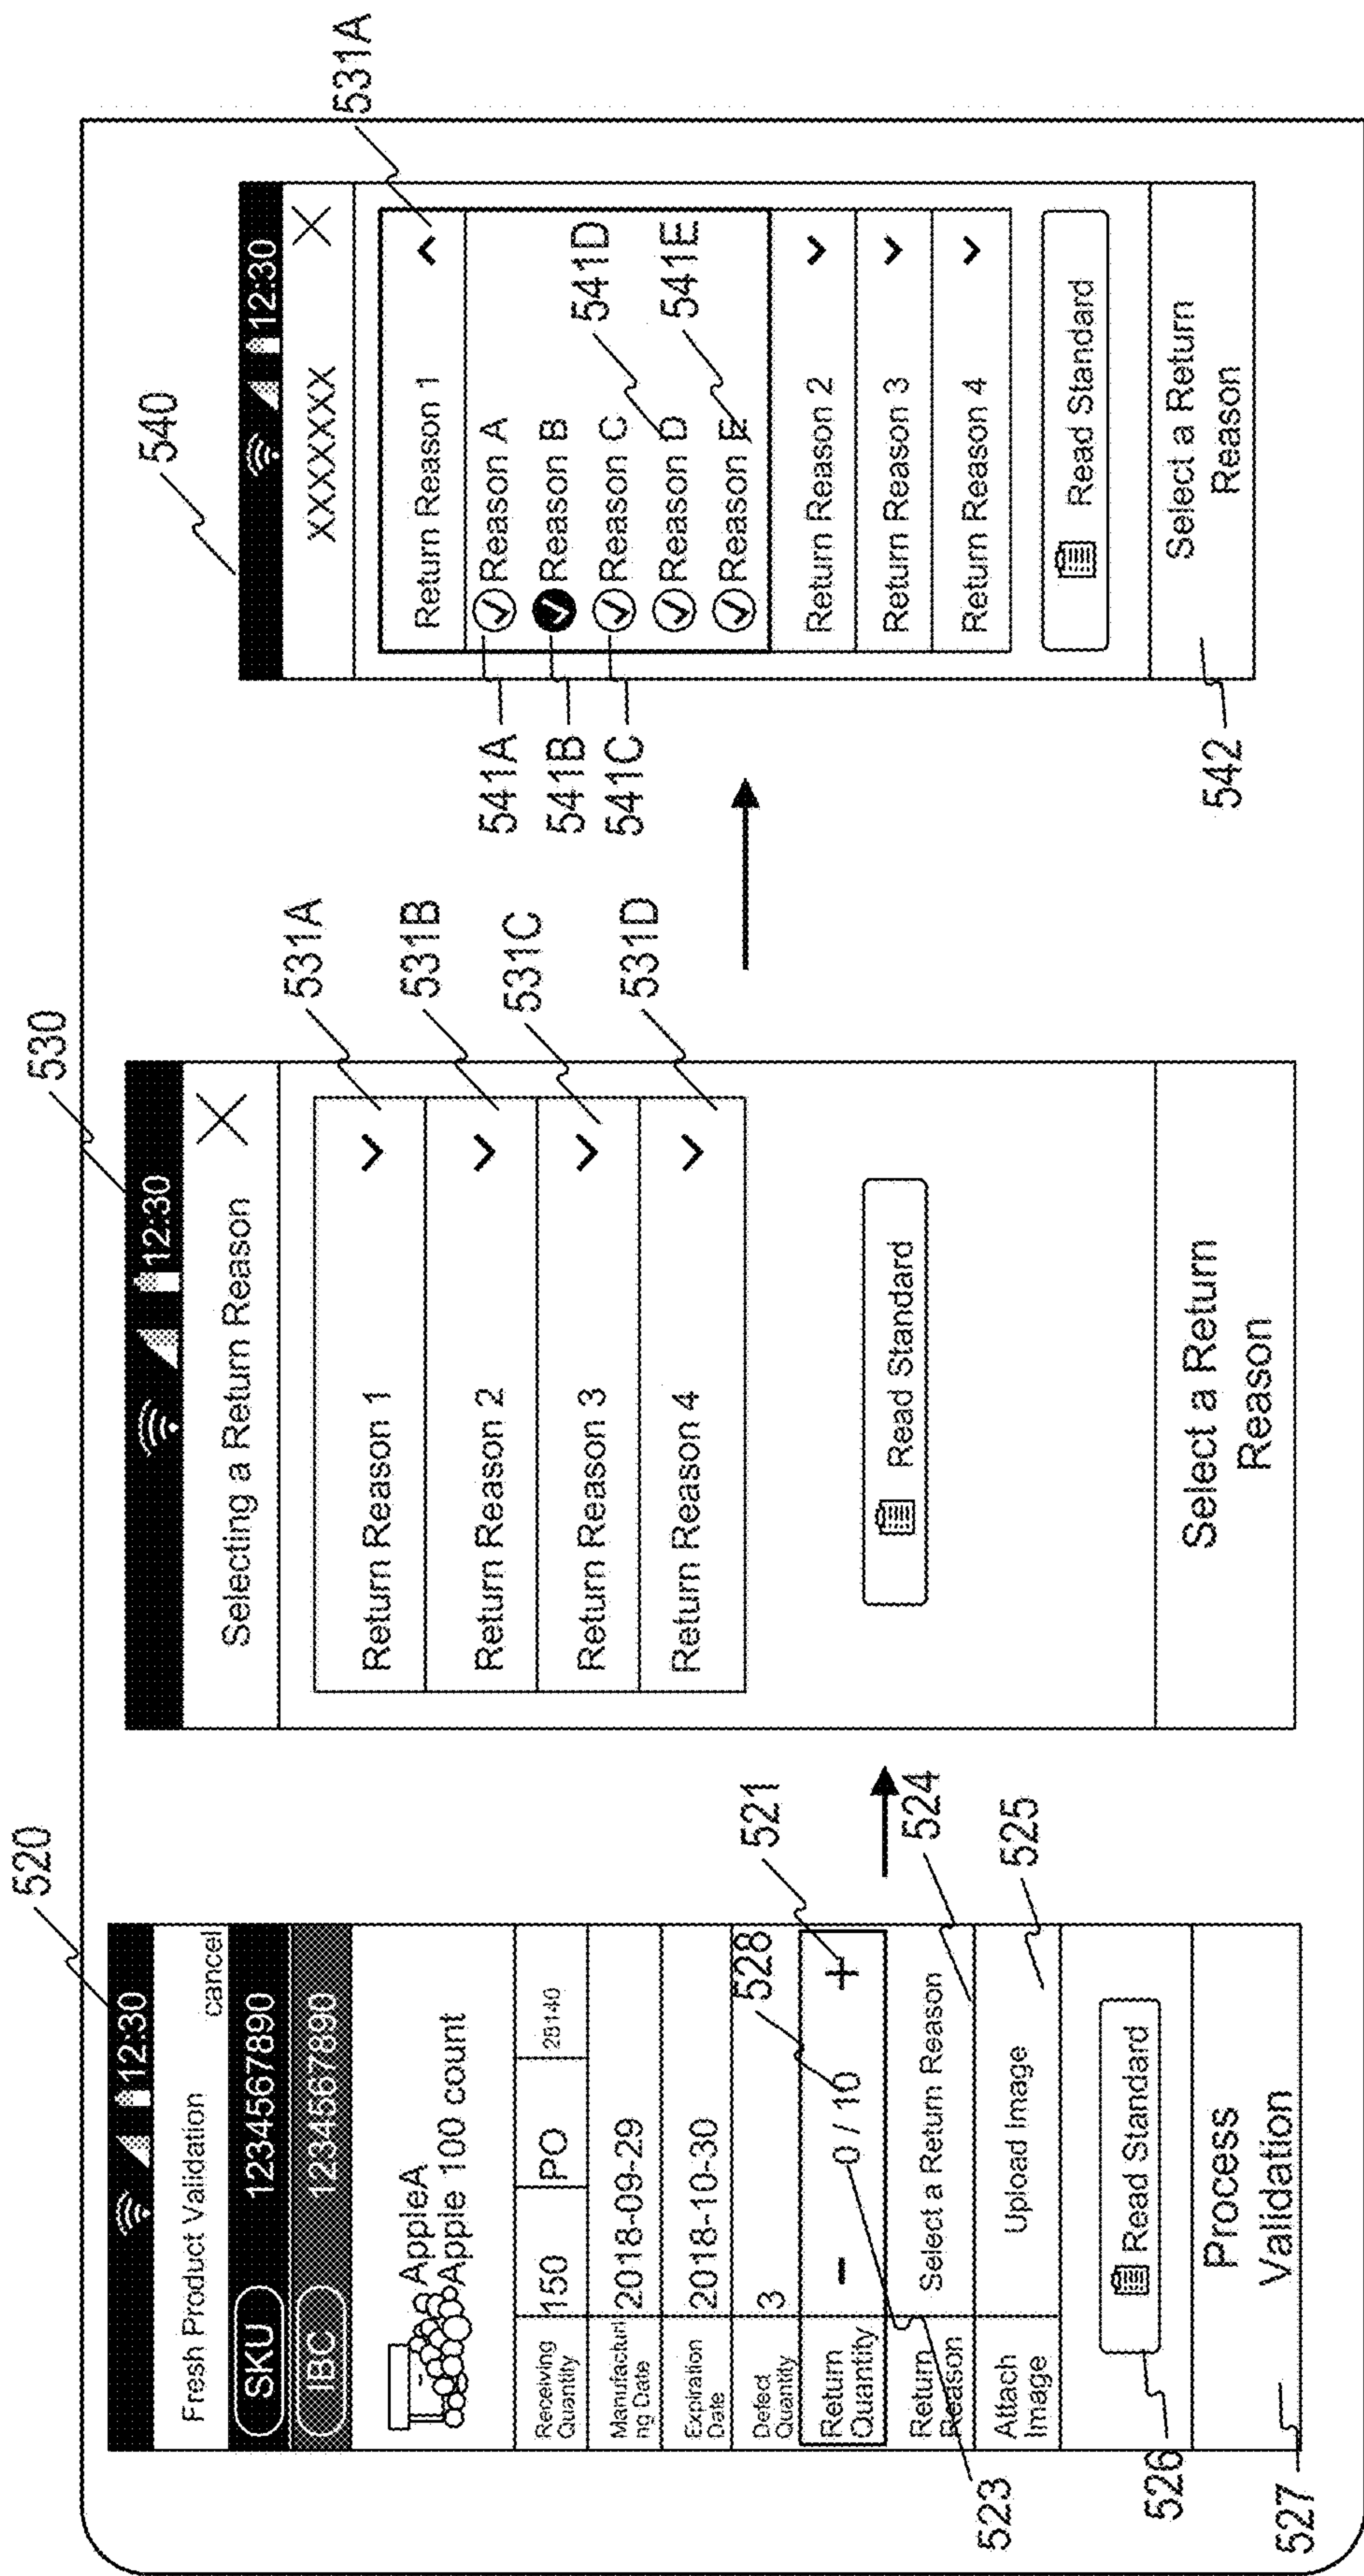 520
12:30
Fresh Product Validation
cancel
SKU 1234567890
IBC 1234567890
AppleA
Apple 100 count
Receiving
Quantity
150
PO
Manufacturi
ng Date
2018-09-29
Expiration
Date
2018-10-30
Defect
Quantity
3
528
Return
Quantity
- 0 / 10 +
521
Return
Reason
Select a Return Reason
524
Attach
Image
Upload Image
525
523
Read Standard
526
Process
Validation
527
530
12:30
Selecting a Return Reason
Return Reason 1
531A
Return Reason 2
531B
Return Reason 3
531C
Return Reason 4
531D
Read Standard
Select a Return
Reason
540
12:30
XXXXXX
531A
Return Reason 1
541A
Reason A
541B
Reason B
541C
Reason C
541D
Reason D
541E
Reason E
Return Reason 2
Return Reason 3
Return Reason 4
Read Standard
542
Select a Return
Reason